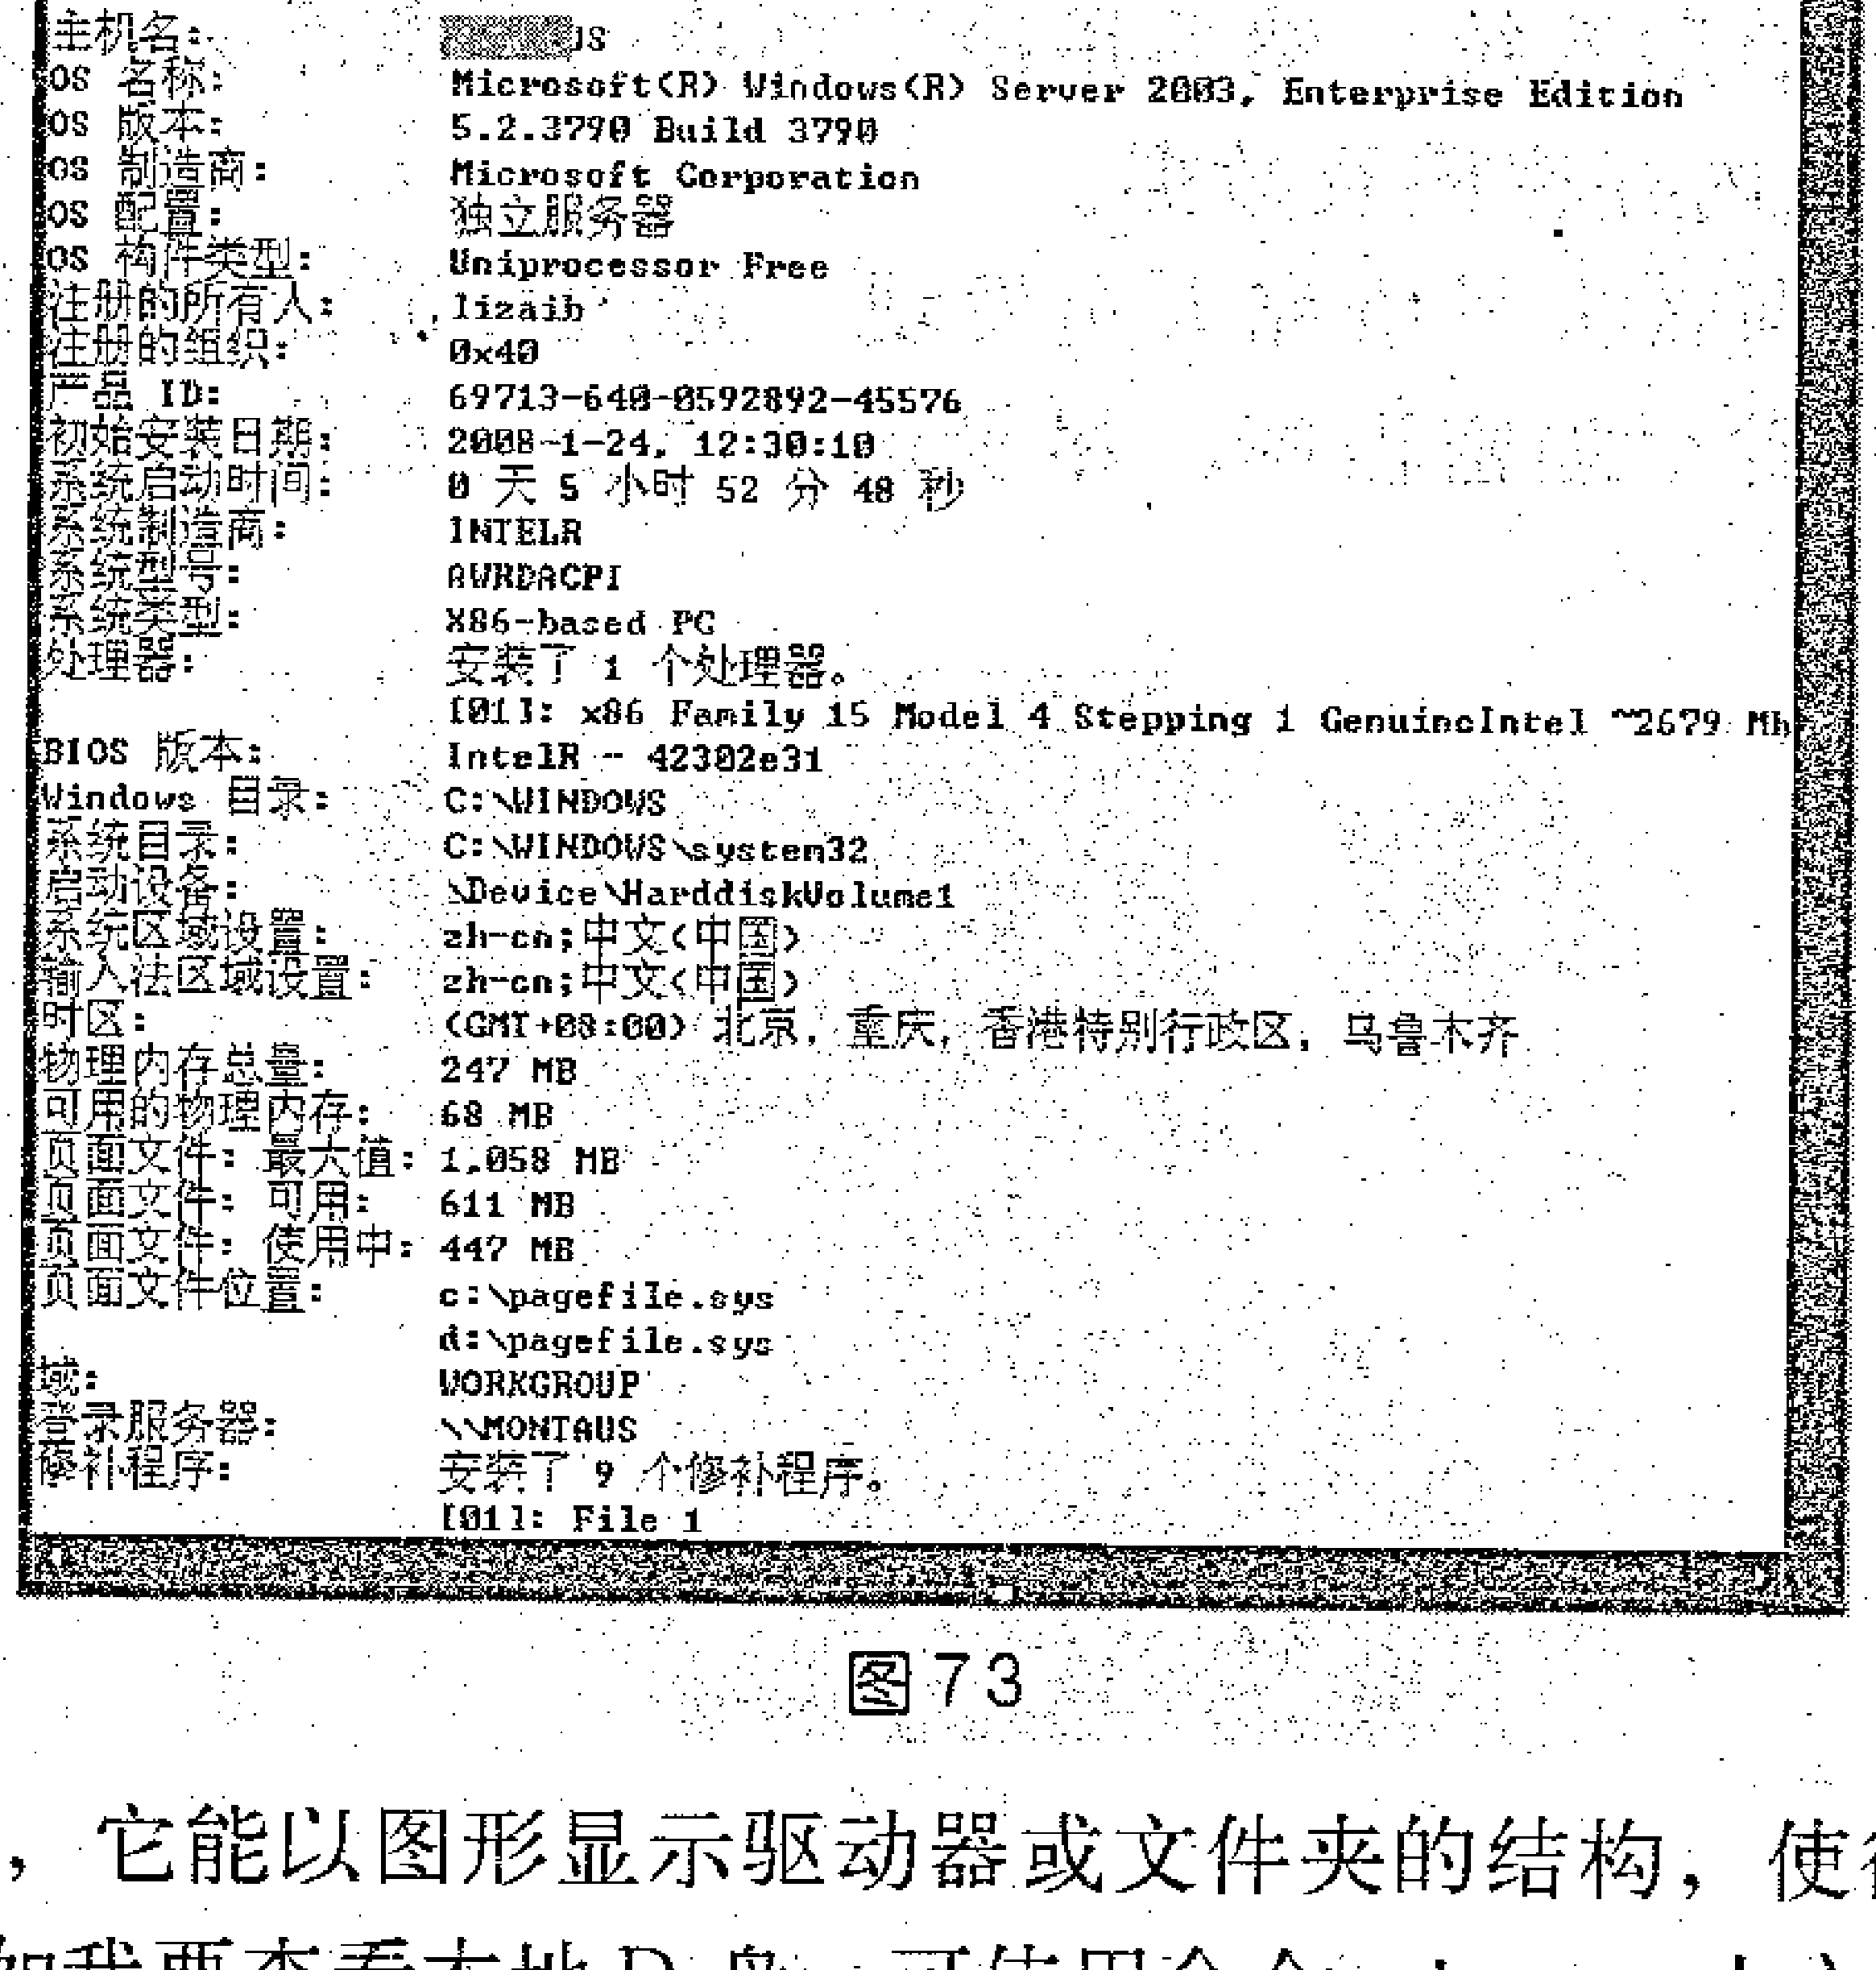 主机名: US
OS 名称: Microsoft(R) Windows(R) Server 2003, Enterprise Edition
OS 版本: 5.2.3790 Build 3790
OS 制造商: Microsoft Corporation
OS 配置: 独立服务器
OS 构件类型: Uniprocessor Free
注册的所有人: lizaib
注册的组织: 0x40
产品 ID: 69713-640-0592892-45576
初始安装日期: 2008-1-24, 12:30:10
系统启动时间: 0 天 5 小时 52 分 48 秒
系统制造商: INTELR
系统型号: AWRDACPI
系统类型: X86-based PC
处理器: 安装了 1 个处理器。
[01]: x86 Family 15 Model 4 Stepping 1 GenuineIntel ~2679 Mh
BIOS 版本: IntelR - 42302e31
Windows 目录: C:\WINDOWS
系统目录: C:\WINDOWS\system32
启动设备: \Device\HarddiskVolume1
系统区域设置: zh-cn;中文(中国)
输入法区域设置: zh-cn;中文(中国)
时区: (GMT+08:00) 北京，重庆，香港特别行政区，乌鲁木齐
物理内存总量: 247 MB
可用的物理内存: 68 MB
页面文件: 最大值: 1,058 MB
页面文件: 可用: 611 MB
页面文件: 使用中: 447 MB
页面文件位置: c:\pagefile.sys
d:\pagefile.sys
域: WORKGROUP
登录服务器: \\MONTAUS
修补程序: 安装了 9 个修补程序。
[01]: File 1
图73
，它能以图形显示驱动器或文件夹的结构，使
如我要查看本地D盘，可使用命令